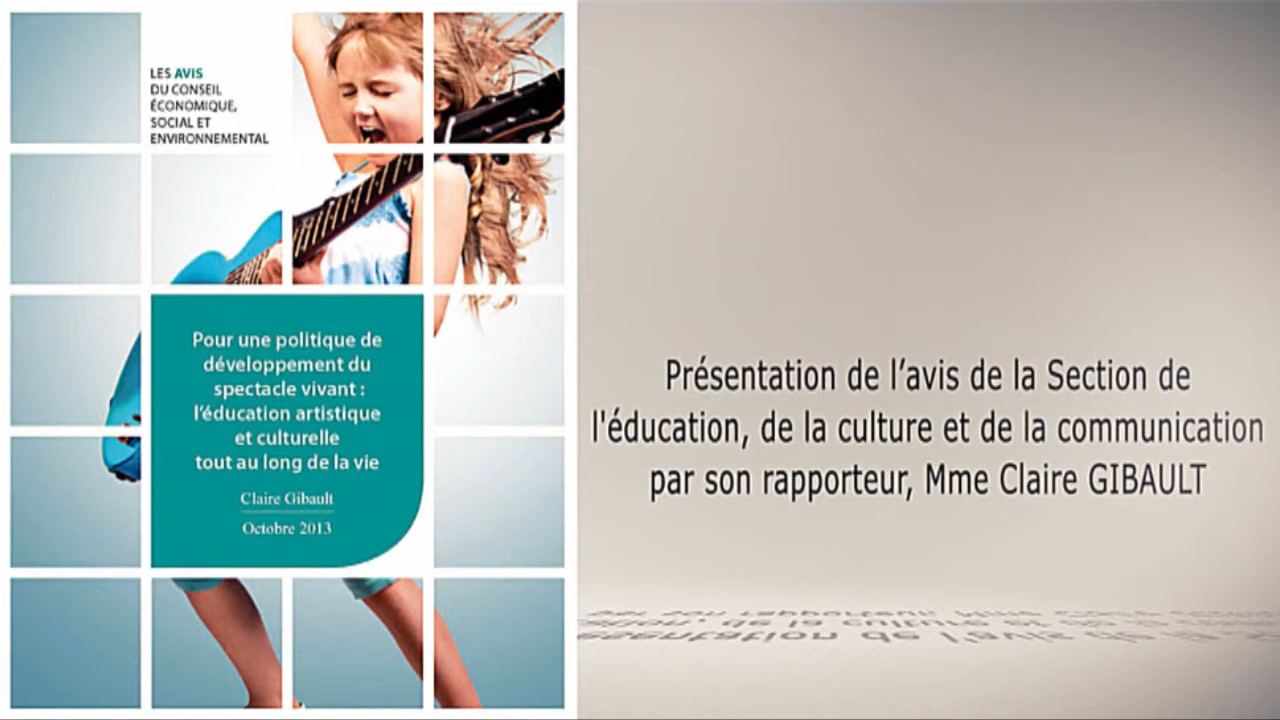 LES AVIS
DU CONSEIL
ÉCONOMIQUE,
SOCIAL ET
ENVIRONNEMENTAL
Pour une politique de
développement du
spectacle vivant :
l'éducation artistique
et culturelle
tout au long de la vie
Claire Gibault
Octobre 2013
Présentation de l’avis de la Section de
l'éducation, de la culture et de la communication
par son rapporteur, Mme Claire GIBAULT